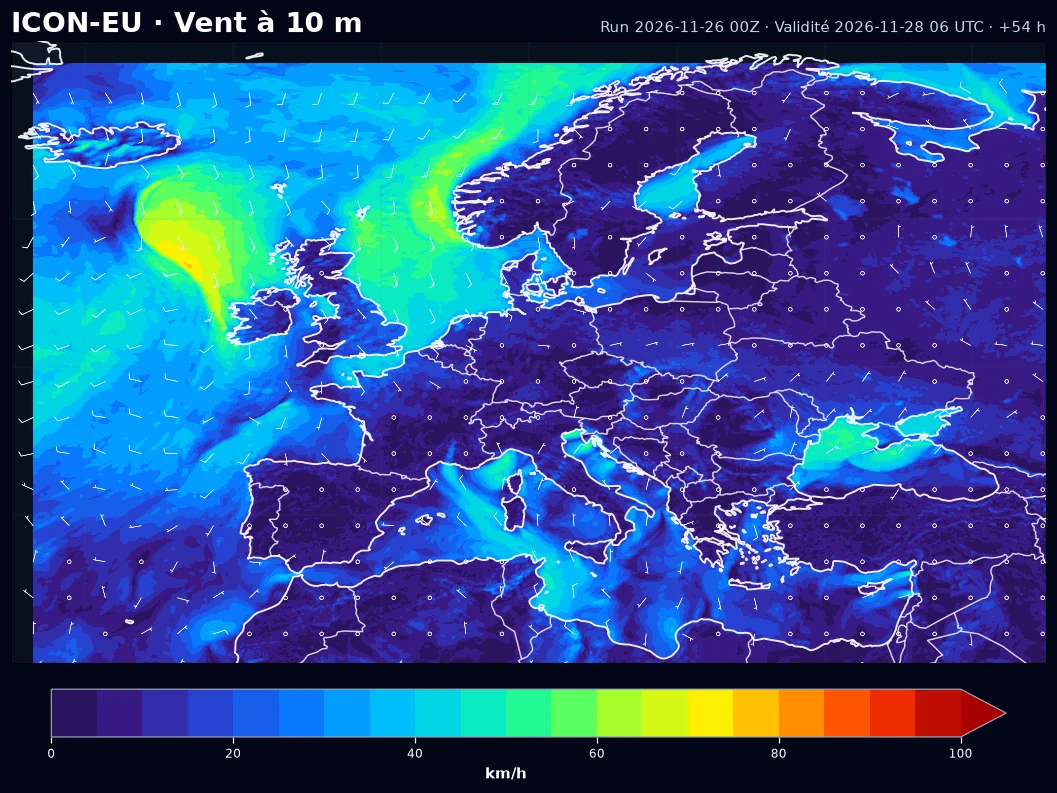 ICON-EU · Vent à 10 m
Run 2026-11-26 00Z · Validité 2026-11-28 06 UTC · +54 h
0 20 40 60 80 100
km/h